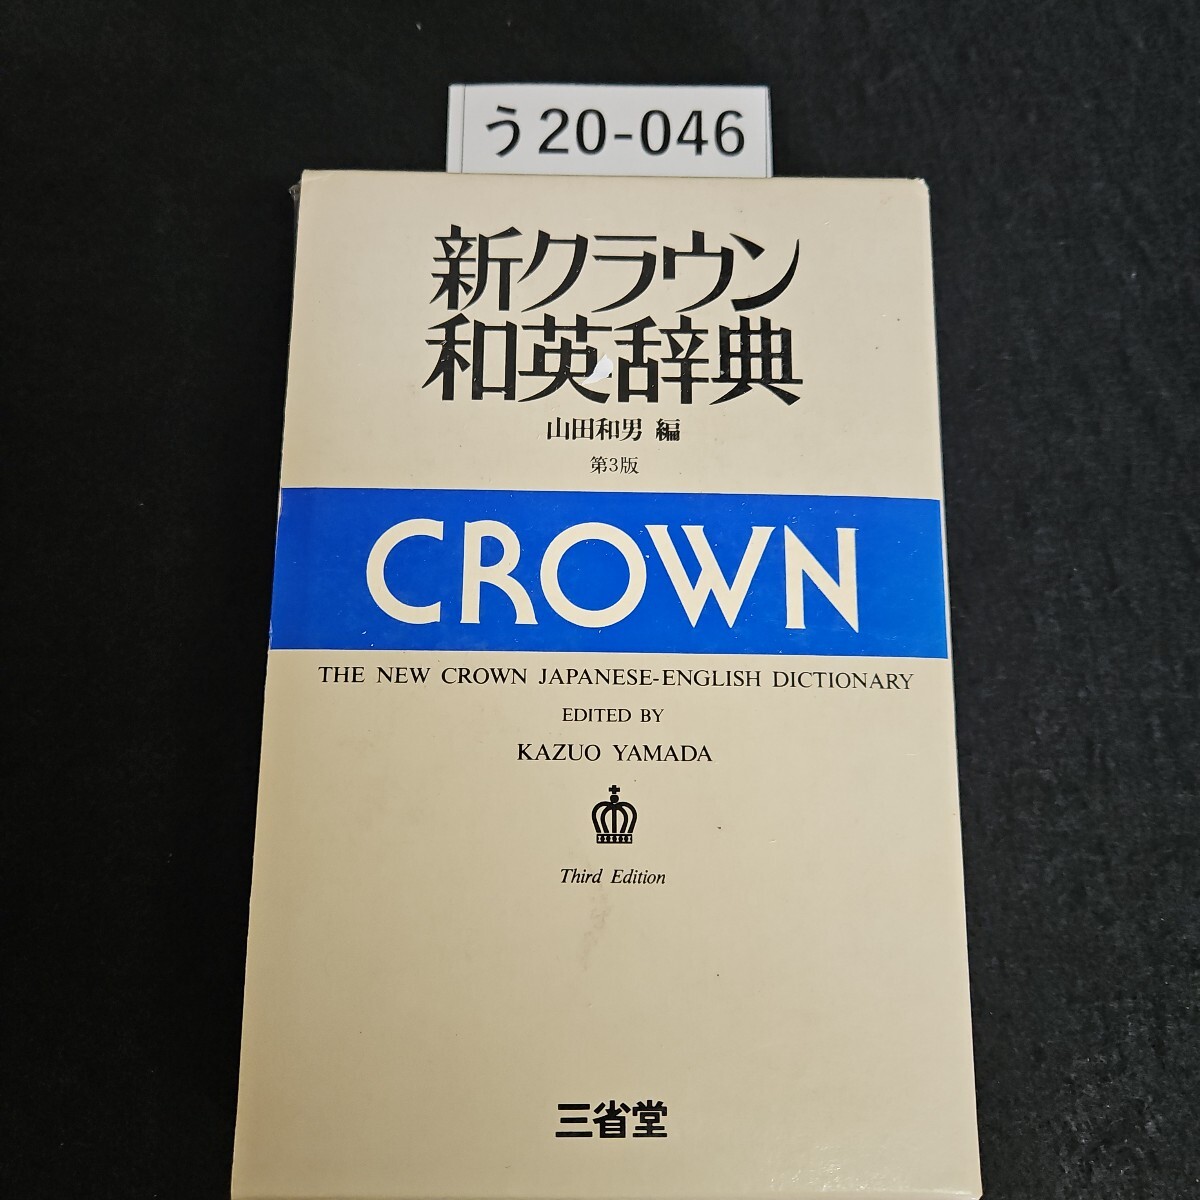 う20-046
新クラウン
和英辞典
山田和男 編
第3版
CROWN
THE NEW CROWN JAPANESE-ENGLISH DICTIONARY
EDITED BY
KAZUO YAMADA
Third Edition
三省堂